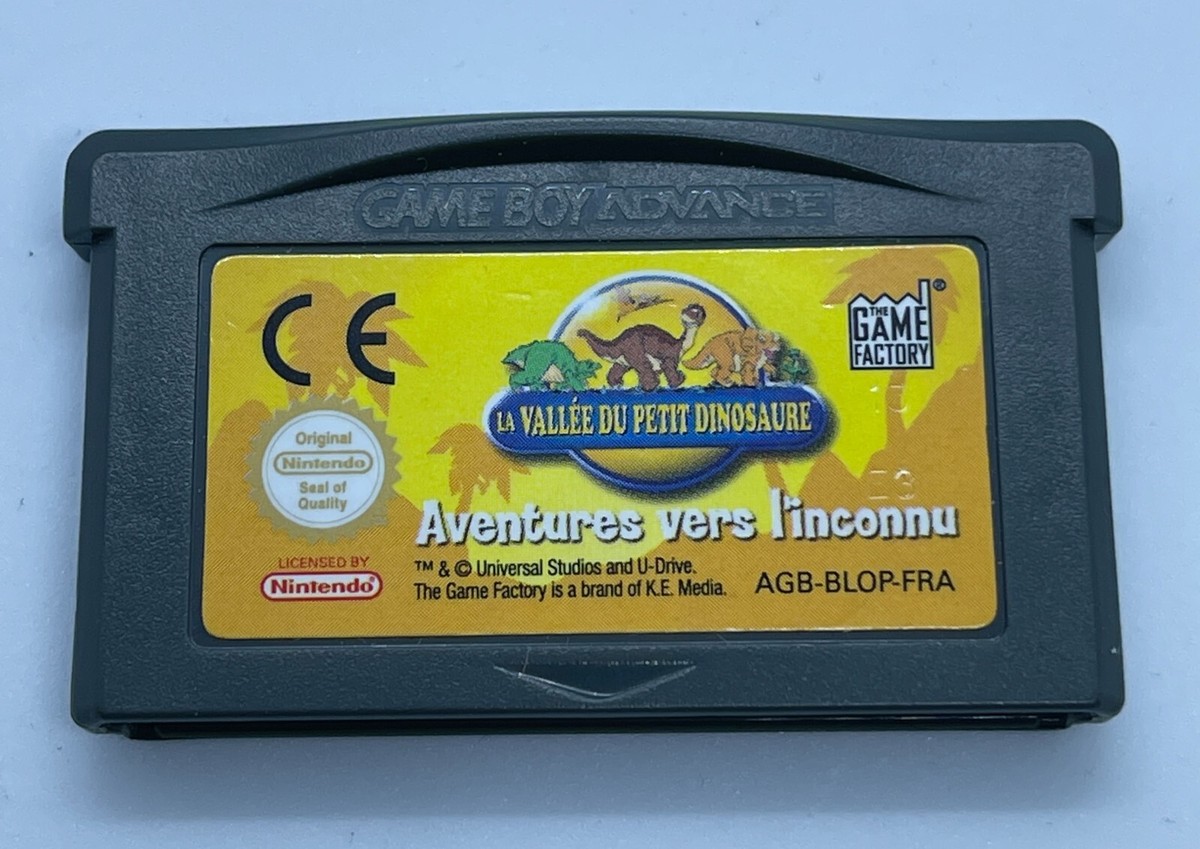 GAME BOY ADVANCE
CE
THE
GAME
FACTORY
®
LA VALLÉE DU PETIT DINOSAURE
Aventures vers l'inconnu
Original
Nintendo
Seal of
Quality
LICENSED BY
Nintendo®
™ & © Universal Studios and U-Drive.
The Game Factory is a brand of K.E. Media.
AGB-BLOP-FRA